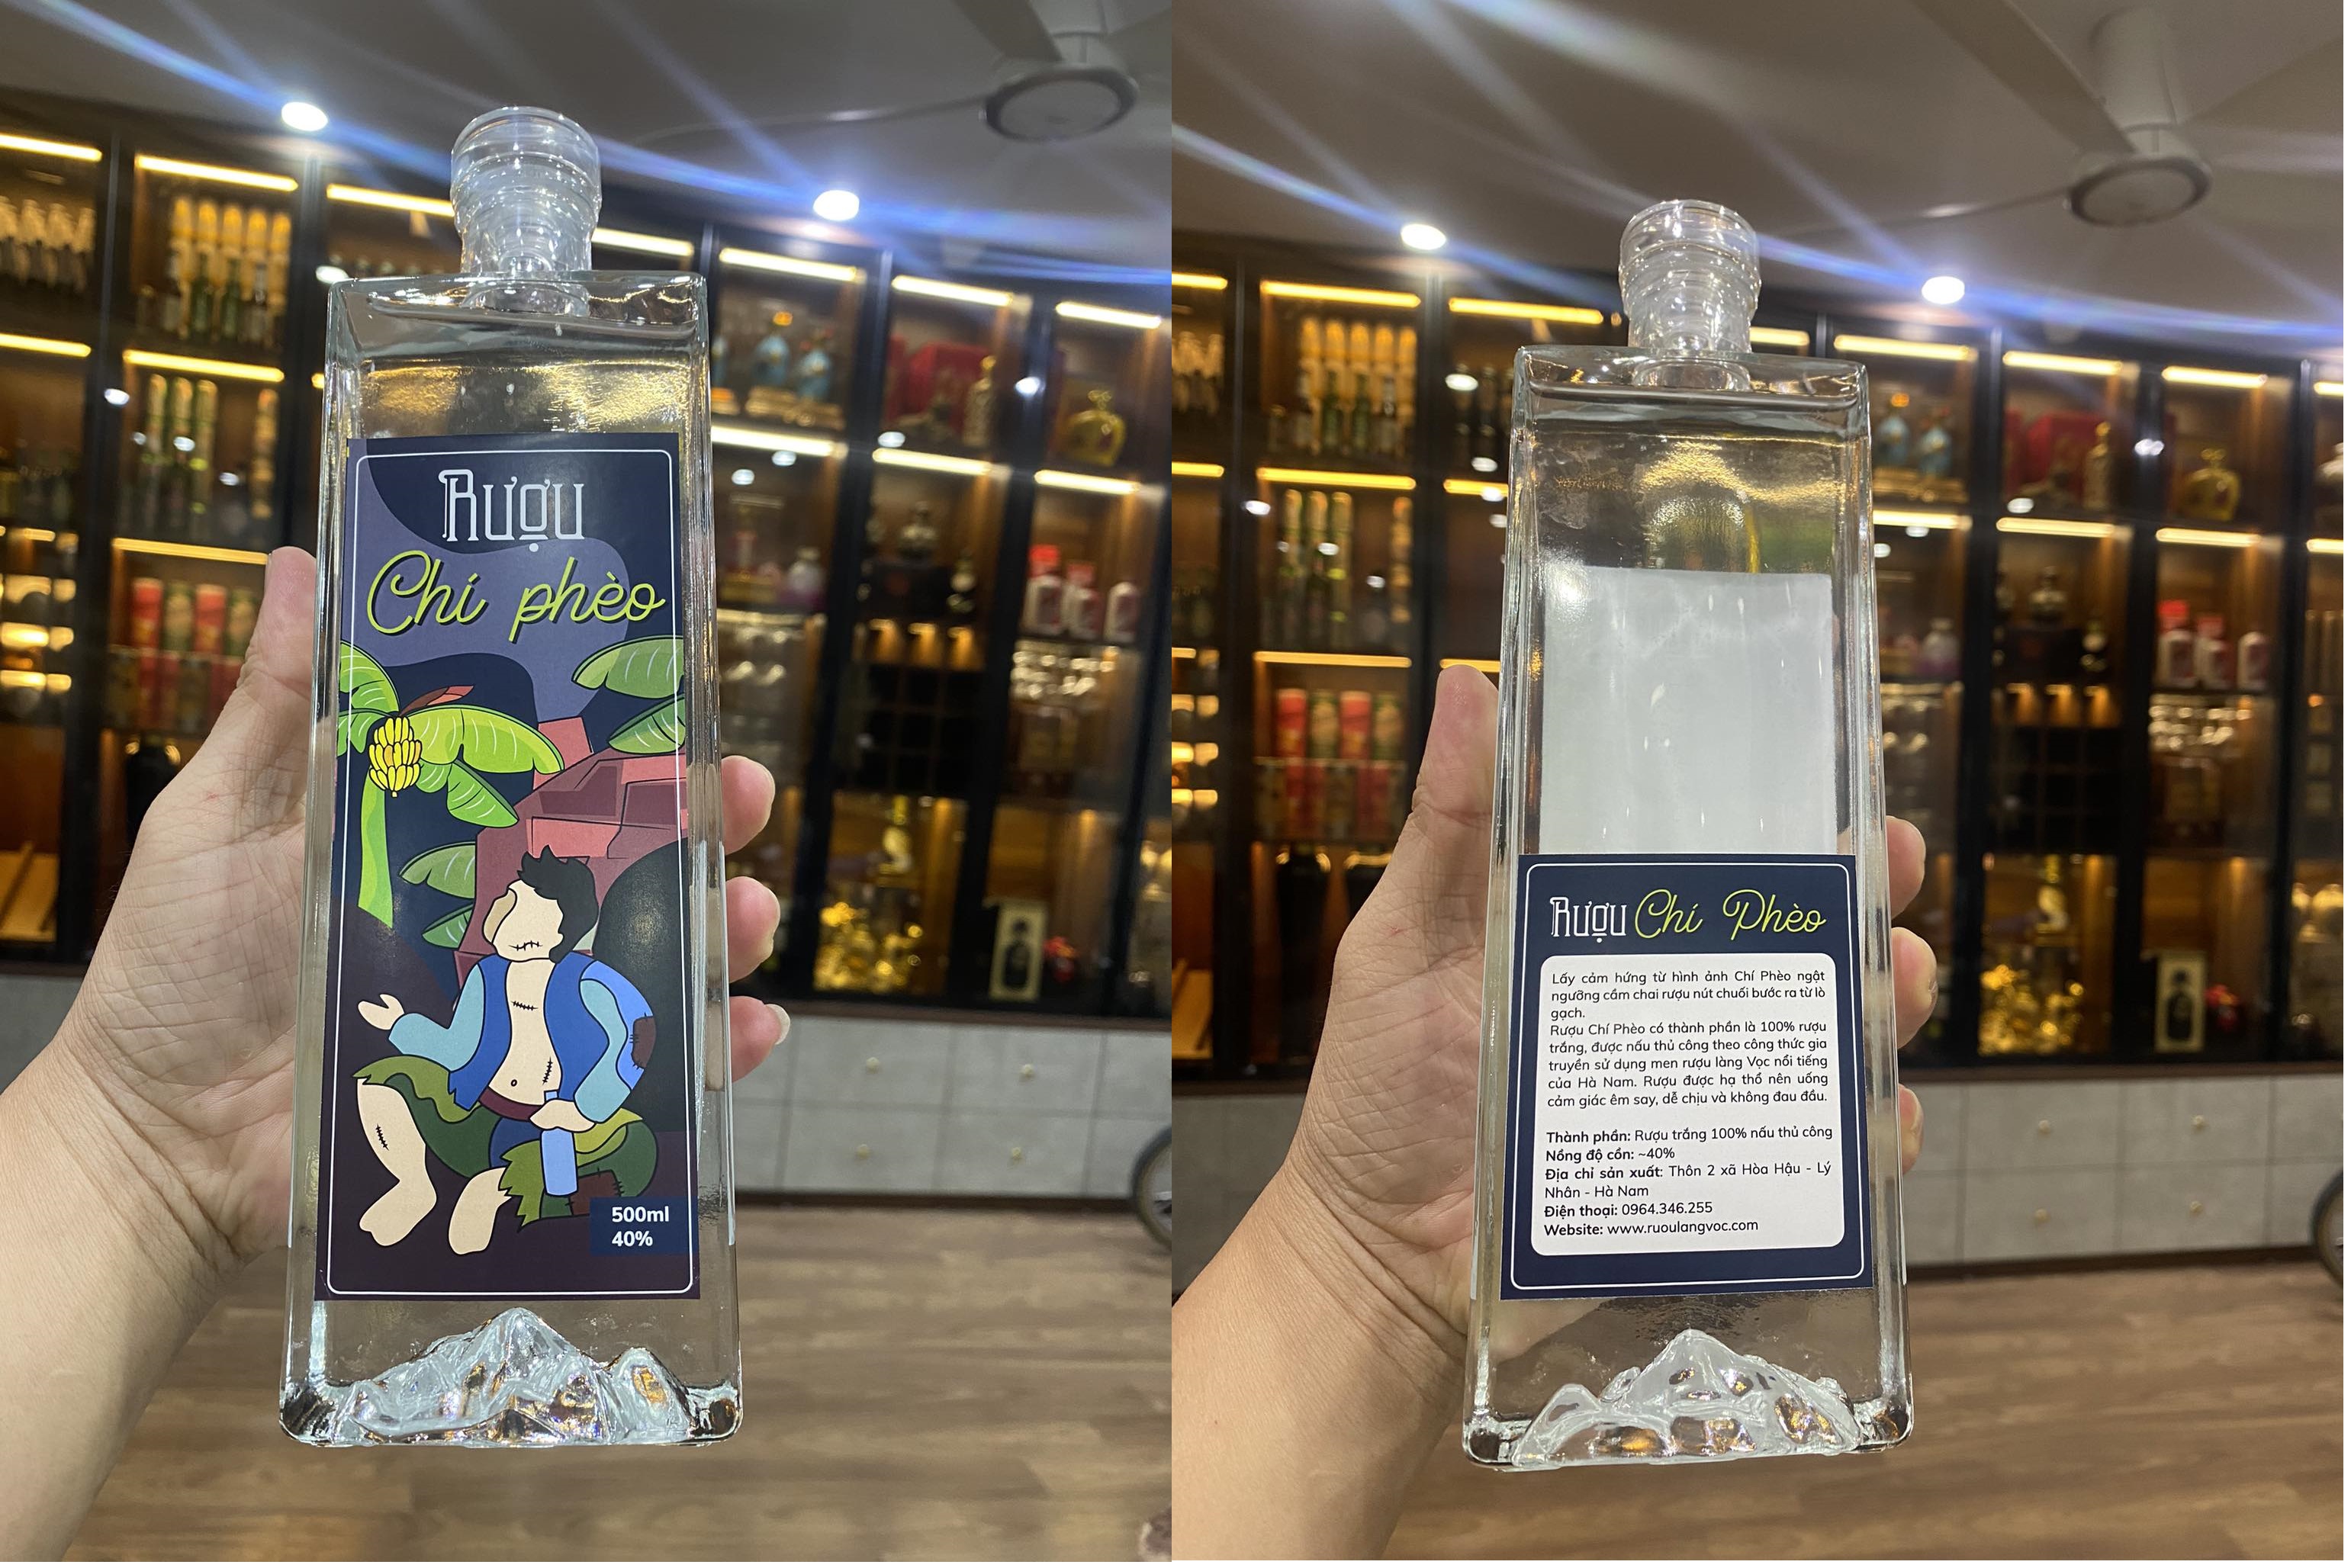 Rượu
Chí phèo
500ml
40%
Rượu Chí Phèo
Lấy cảm hứng từ hình ảnh Chí Phèo ngật
ngưỡng cầm chai rượu nút chuối bước ra từ lò
gạch.
Rượu Chí Phèo có thành phần là 100% rượu
trắng, được nấu thủ công theo công thức gia
truyền sử dụng men rượu làng Vọc nổi tiếng
của Hà Nam. Rượu được hạ thổ nên uống
cảm giác êm say, dễ chịu và không đau đầu.
Thành phần: Rượu trắng 100% nấu thủ công
Nồng độ cồn: ~40%
Địa chỉ sản xuất: Thôn 2 xã Hòa Hậu - Lý
Nhân - Hà Nam
Điện thoại: 0964.346.255
Website: www.ruoulangvoc.com